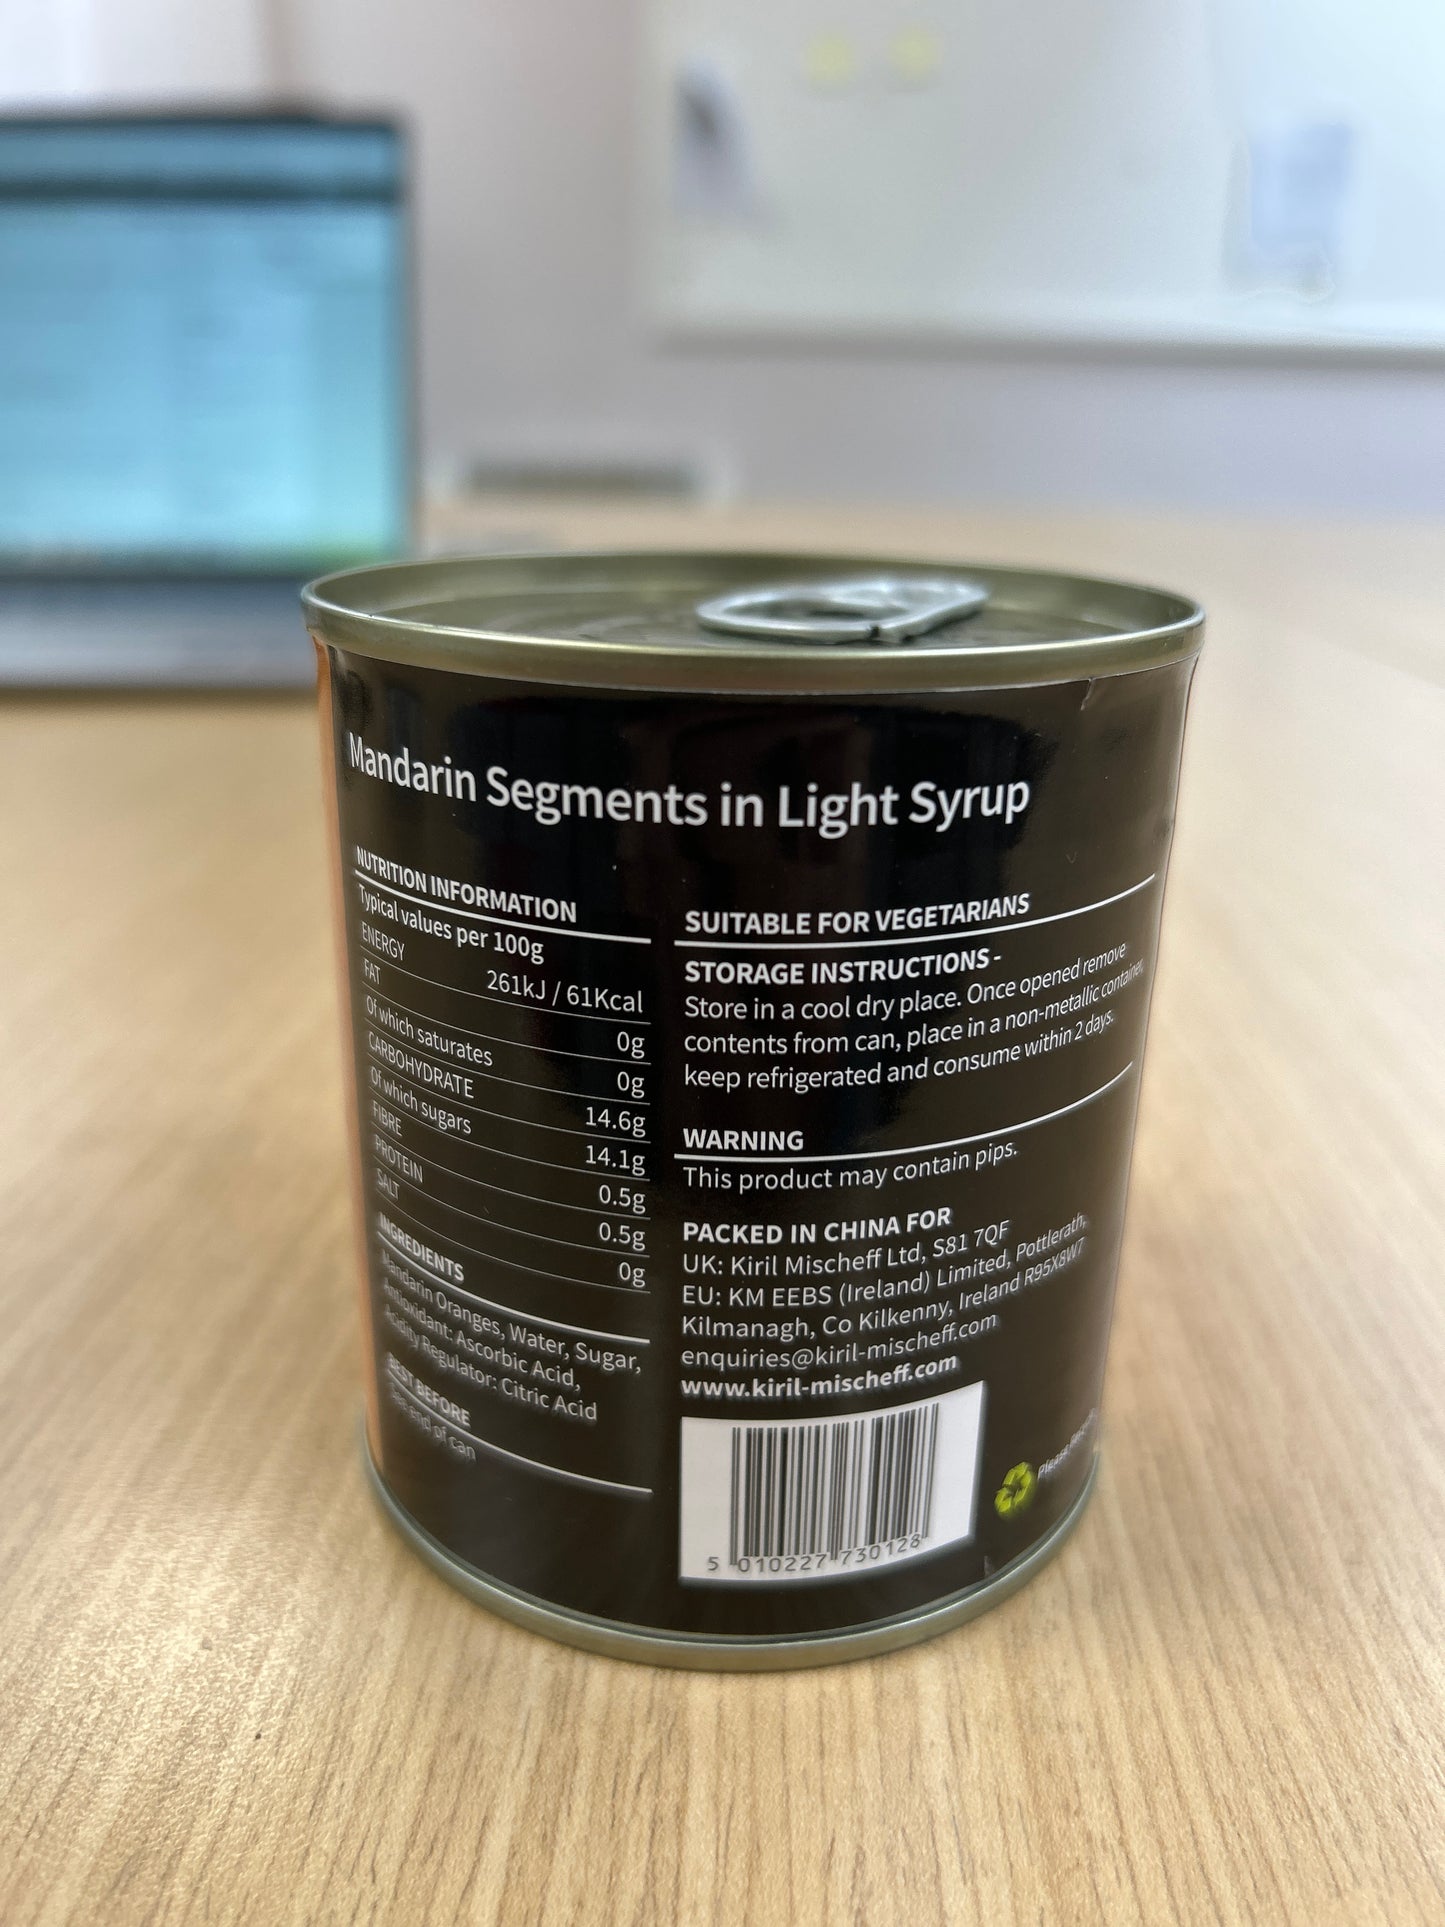 Mandarin Segments in Light Syrup
NUTRITION INFORMATION
Typical values per 100g
ENERGY 261kJ / 61Kcal
FAT 0g
Of which saturates 0g
CARBOHYDRATE 14.6g
Of which sugars 14.1g
FIBRE 0.5g
PROTEIN 0.5g
SALT 0g
INGREDIENTS
Mandarin Oranges, Water, Sugar,
Antioxidant: Ascorbic Acid,
Acidity Regulator: Citric Acid
BEST BEFORE
See end of can
SUITABLE FOR VEGETARIANS
STORAGE INSTRUCTIONS -
Store in a cool dry place. Once opened remove
contents from can, place in a non-metallic container,
keep refrigerated and consume within 2 days.
WARNING
This product may contain pips.
PACKED IN CHINA FOR
UK: Kiril Mischeff Ltd, S81 7QF
EU: KM EEBS (Ireland) Limited, Pottlerath,
Kilmanagh, Co Kilkenny, Ireland R95X8W7
enquiries@kiril-mischeff.com
www.kiril-mischeff.com
5 010227 730128
Please